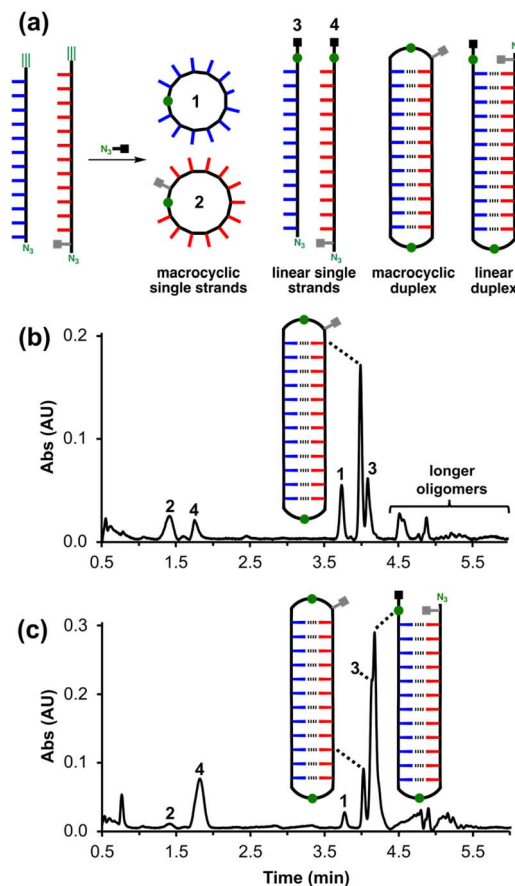 (a)
3 4
N
1
N3
2
N3
N3
N3
N3
N3
macrocyclic single strands
linear single strands
macrocyclic duplex
linear duplex
(b)
0.2
Abs (AU)
0.1
0.0
2
4
1
3
longer
oligomers
0.5 1.5 2.5 3.5 4.5 5.5
(c)
0.3
Abs (AU)
0.2
0.1
0.0
N3
3
4
2
1
0.5 1.5 2.5 3.5 4.5 5.5
Time (min)